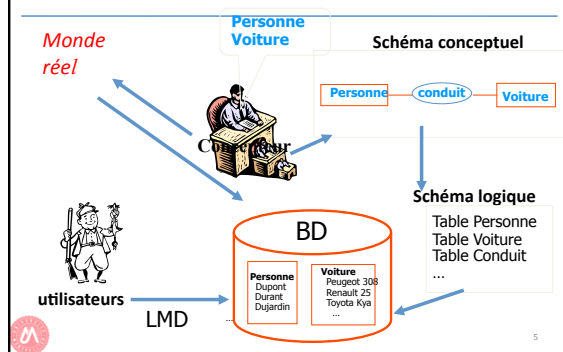 Personne
Voiture
Monde
réel
Schéma conceptuel
Personne
conduit
Voiture
Concepteur
Schéma logique
Table Personne
Table Voiture
Table Conduit
…
BD
Personne
Dupont
Durant
Dujardin
...
Voiture
Peugeot 308
Renault 25
Toyota Kya
…
utilisateurs
LMD
5